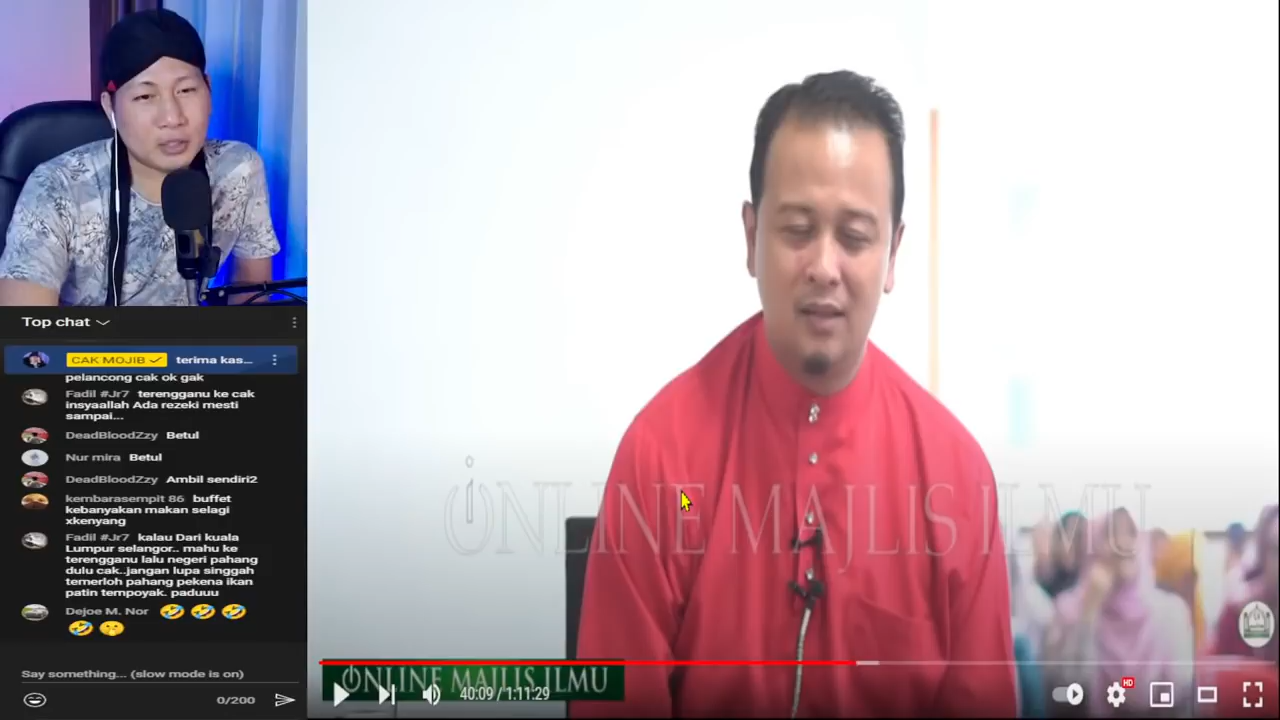 Top chat
CAK MOJIB terima kas...
pelancong cak ok gak
Fadil #Jr7 terengganu ke cak
insyaallah Ada rezeki mesti
sampai...
DeadBloodZzy Betul
Nur mira Betul
DeadBloodZzy Ambil sendiri2
kembarasempit 86 buffet
kebanyakan makan selagi
xkenyang
Fadil #Jr7 kalau Dari kuala
Lumpur selangor.. mahu ke
terengganu lalu negeri pahang
dulu cak..jangan lupa singgah
temerloh pahang pekena ikan
patin tempoyak. paduuu
Dejoe M. Nor 🤣 🤣 🤣
🤣 🤫
Say something... (slow mode is on)
0/200
ONLINE MAJLIS ILMU
ONLINE MAJLIS ILMU
40:09 / 1:11:29
HD